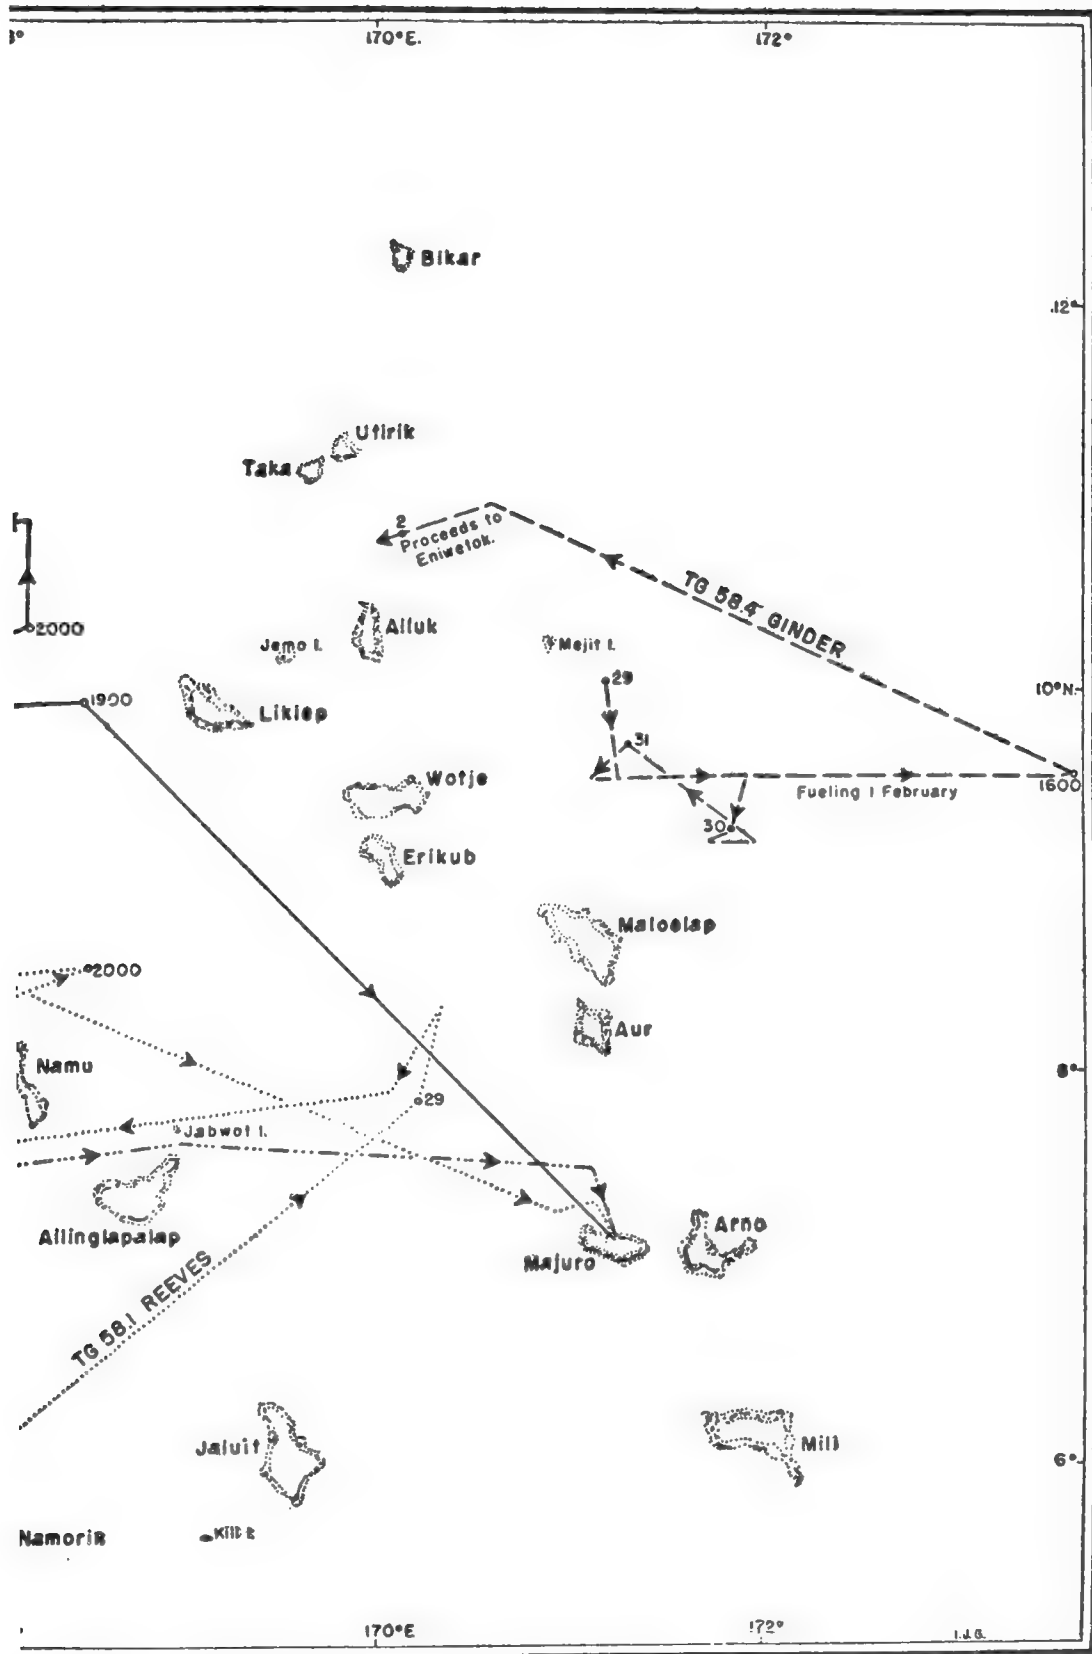 8°
170°E.
172°
Bikar
12°
Utirik
Taka
2
Proceeds to
Eniwetok.
TG 58.4 GINDER
2000
Ailuk
Jemo I.
Mejit I.
29
10°N.
1900
Likiep
31
Wotje
1600
Fueling 1 February
30
Erikub
Maloelap
2000
Aur
Namu
8°
29
Jabwot I.
Ailinglapalap
Arno
Majuro
TG 58.1 REEVES
Jaluit
Mili
6°
Namorik
Kili I.
170°E
172°
I.J.G.